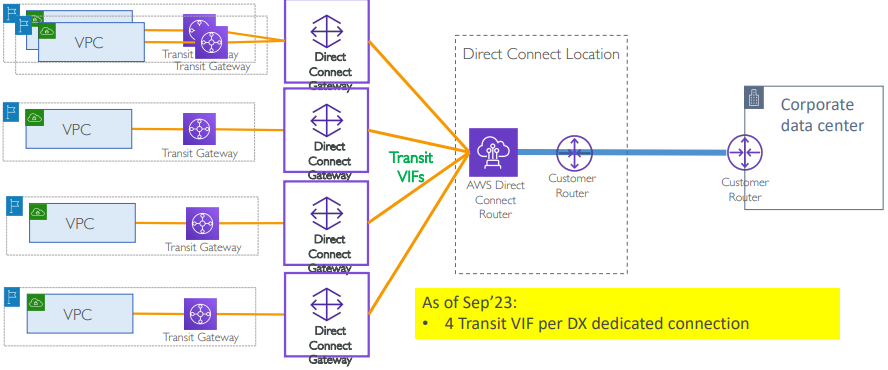 VPC
Transit Gateway
Transit Gateway
Direct
Connect
Gateway
VPC
Transit Gateway
Direct
Connect
Gateway
VPC
Transit Gateway
Direct
Connect
Gateway
VPC
Transit Gateway
Direct
Connect
Gateway
Transit
VIFs
Direct Connect Location
AWS Direct
Connect
Router
Customer
Router
Customer
Router
Corporate
data center
As of Sep’23:
• 4 Transit VIF per DX dedicated connection